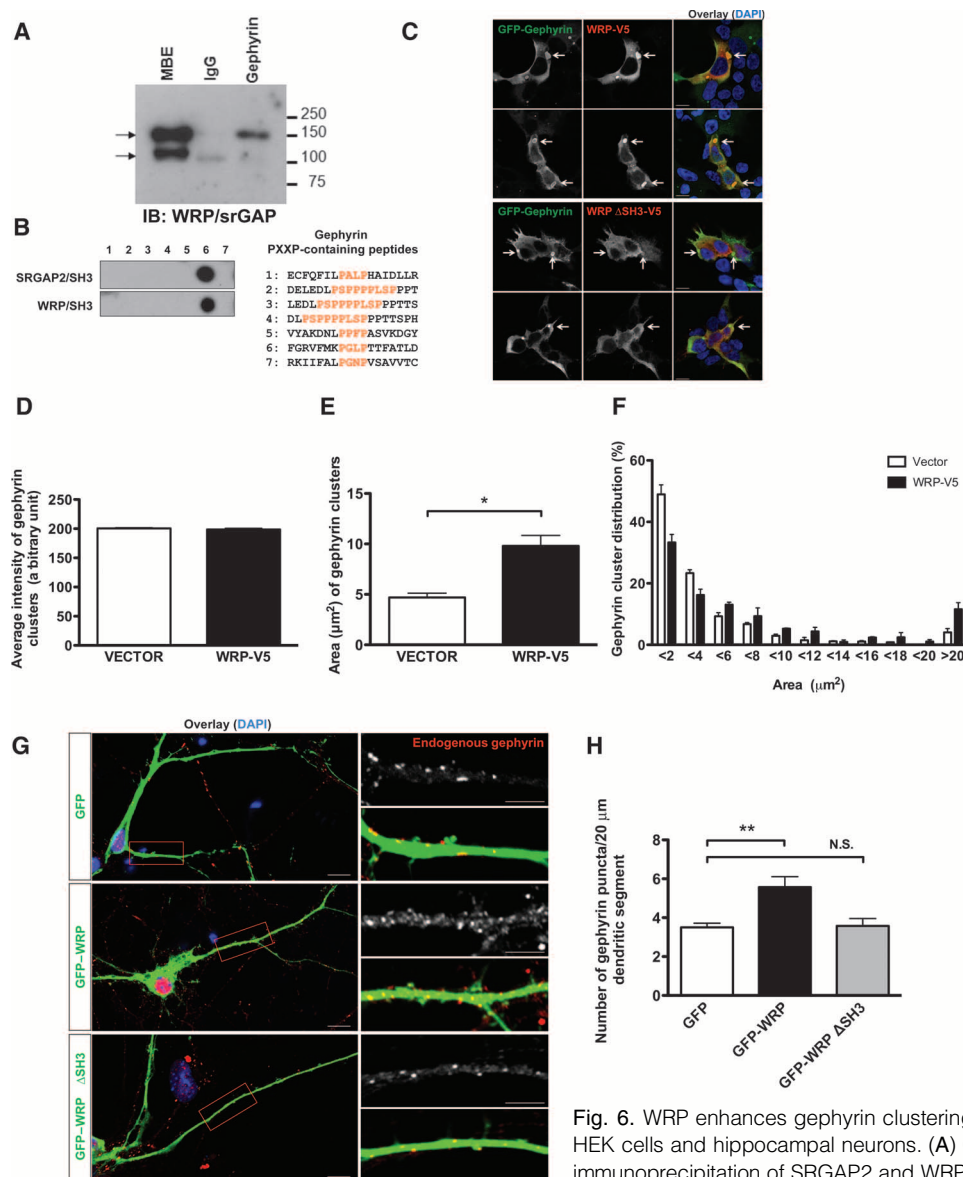 A
MBE
IgG
Gephyrin
250
150
100
75
IB: WRP/srGAP
B
1 2 3 4 5 6 7
SRGAP2/SH3
WRP/SH3
Gephyrin
PXXP-containing peptides
1: ECFQFILPALPHAIDLLR
2: DELEDLPSPPPPLSPPPT
3: LEDLPSPPPPLSPPPTTS
4: DLPSPPPPLSPPPTTSPH
5: VYAKDNLPPFPASVKDGY
6: FGRVFMKPGLPTTFATLD
7: RKIIFALPGNPVSAVVTC
C
Overlay (DAPI)
GFP-Gephyrin
WRP-V5
GFP-Gephyrin
WRP ΔSH3-V5
D
Average intensity of gephyrin
clusters (a bitrary unit)
250
200
150
100
50
0
VECTOR
WRP-V5
E
Area (µm²) of gephyrin clusters
15
10
5
0
*
VECTOR
WRP-V5
F
Gephyrin cluster distribution (%)
60
40
20
0
Vector
WRP-V5
<2 <4 <6 <8 <10 <12 <14 <16 <18 <20 >20
Area (µm²)
G
Overlay (DAPI)
Endogenous gephyrin
GFP
GFP–WRP
GFP–WRP ΔSH3
H
Number of gephyrin puncta/20 µm
dendritic segment
8
6
4
2
0
**
N.S.
GFP
GFP-WRP
GFP-WRP ΔSH3
Fig. 6. WRP enhances gephyrin clustering
HEK cells and hippocampal neurons. (A)
immunoprecipitation of SRGAP2 and WRP